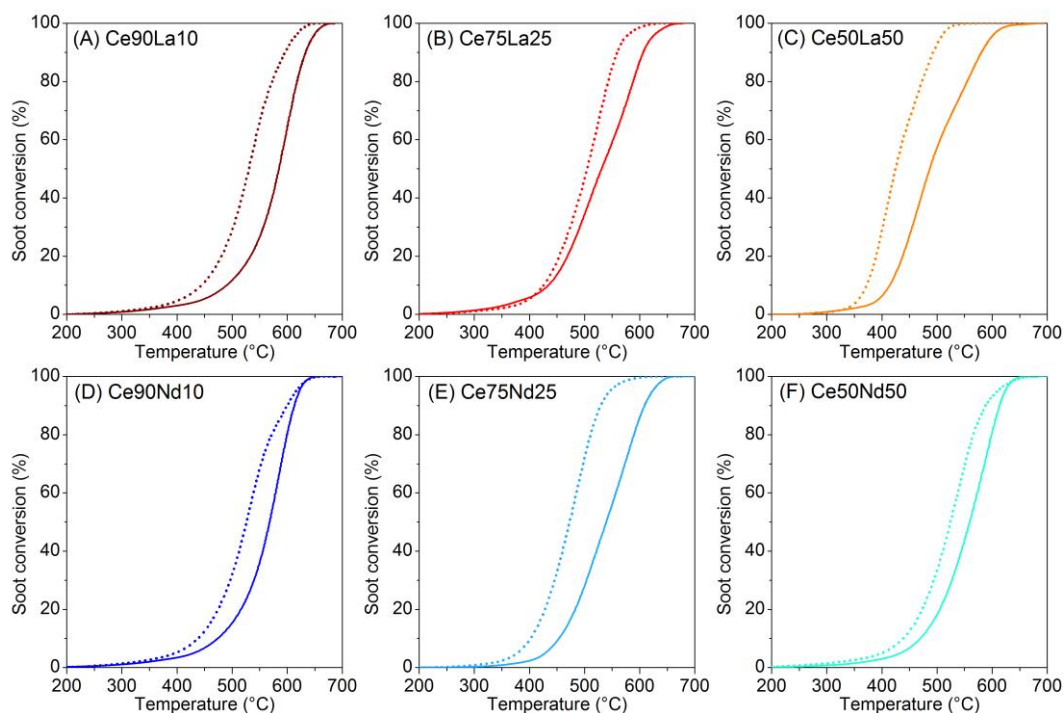 (A) Ce90La10
Soot conversion (%)
100
80
60
40
20
0
200 300 400 500 600 700
Temperature (°C)
(B) Ce75La25
Soot conversion (%)
100
80
60
40
20
0
200 300 400 500 600 700
Temperature (°C)
(C) Ce50La50
Soot conversion (%)
100
80
60
40
20
0
200 300 400 500 600 700
Temperature (°C)
(D) Ce90Nd10
Soot conversion (%)
100
80
60
40
20
0
200 300 400 500 600 700
Temperature (°C)
(E) Ce75Nd25
Soot conversion (%)
100
80
60
40
20
0
200 300 400 500 600 700
Temperature (°C)
(F) Ce50Nd50
Soot conversion (%)
100
80
60
40
20
0
200 300 400 500 600 700
Temperature (°C)